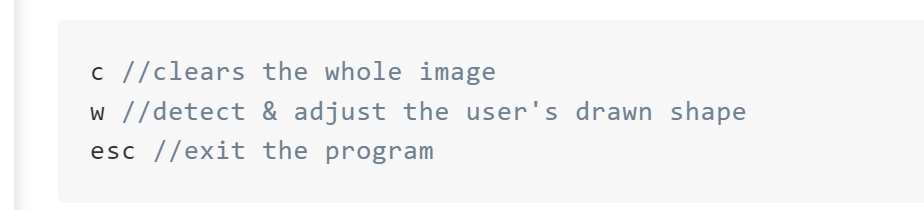 c //clears the whole image
w //detect & adjust the user's drawn shape
esc //exit the program